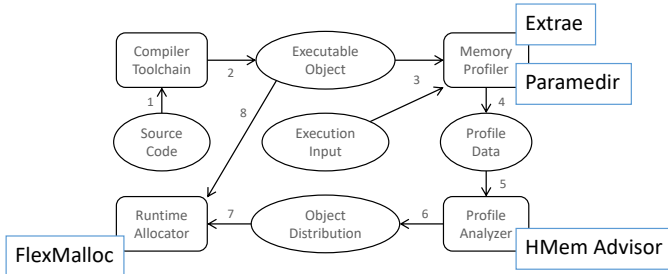 Extrae
Compiler
Toolchain
2
Executable
Object
3
Memory
Profiler
Paramedir
1
8
4
Source
Code
Execution
Input
Profile
Data
5
Runtime
Allocator
7
Object
Distribution
6
Profile
Analyzer
FlexMalloc
HMem Advisor